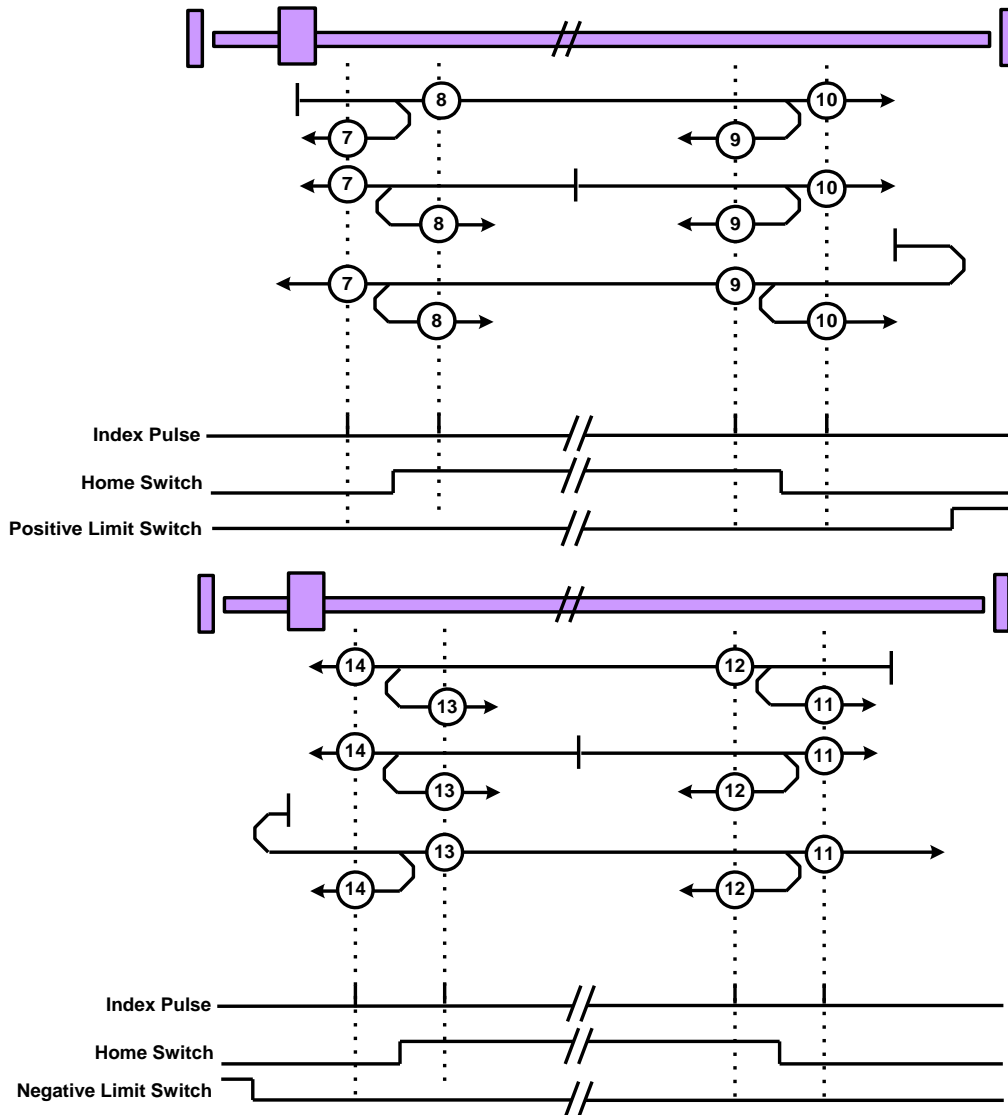 8 10
7 9
7 10
8 9
7 9
8 10
Index Pulse
Home Switch
Positive Limit Switch
14 12
13 11
14 11
13 12
13 11
14 12
Index Pulse
Home Switch
Negative Limit Switch